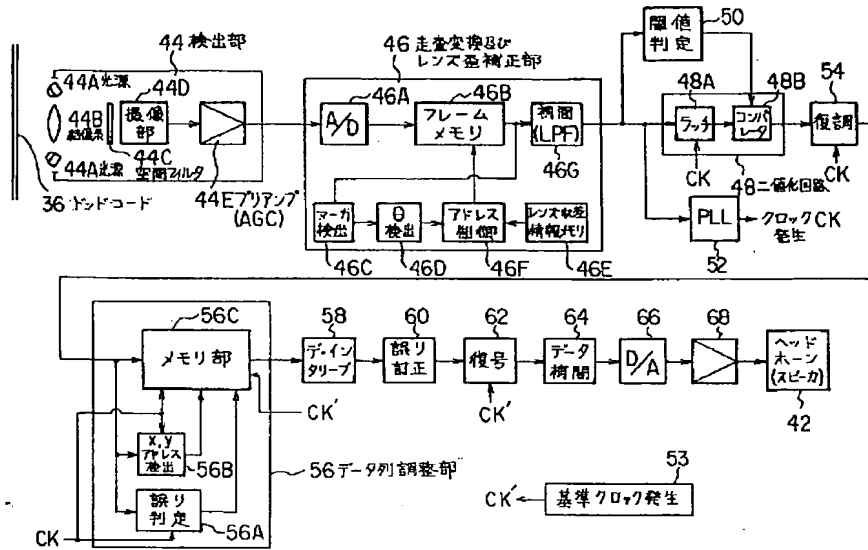 44 検出部
44A 光源
44D
44B
結像系
撮像部
44C
44A 光源
空間フィルタ
36 ドットコード
44E プリアンプ
(AGC)
46 走査変換及び
レンズ歪補正部
46A
46B
A/D
フレーム
メモリ
(LPF)
46G
マーカ
検出
θ
検出
アドレス
制御
レンズ収差
情報メモリ
46C
46D
46F
46E
50
閾値
判定
48A
48B
ラッチ
コンパレータ
54
復調
CK
CK
48 二値化回路
PLL
クロックCK
発生
52
56C
メモリ部
58
デ・イン
タリーブ
60
誤り
訂正
62
復号
64
データ
補間
66
D/A
68
ヘッド
ホーン
(スピーカ)
42
CK'
CK'
x,y
アドレス
検出
56B
56 データ列調整部
誤り
判定
56A
CK
53
CK'
基準クロック発生